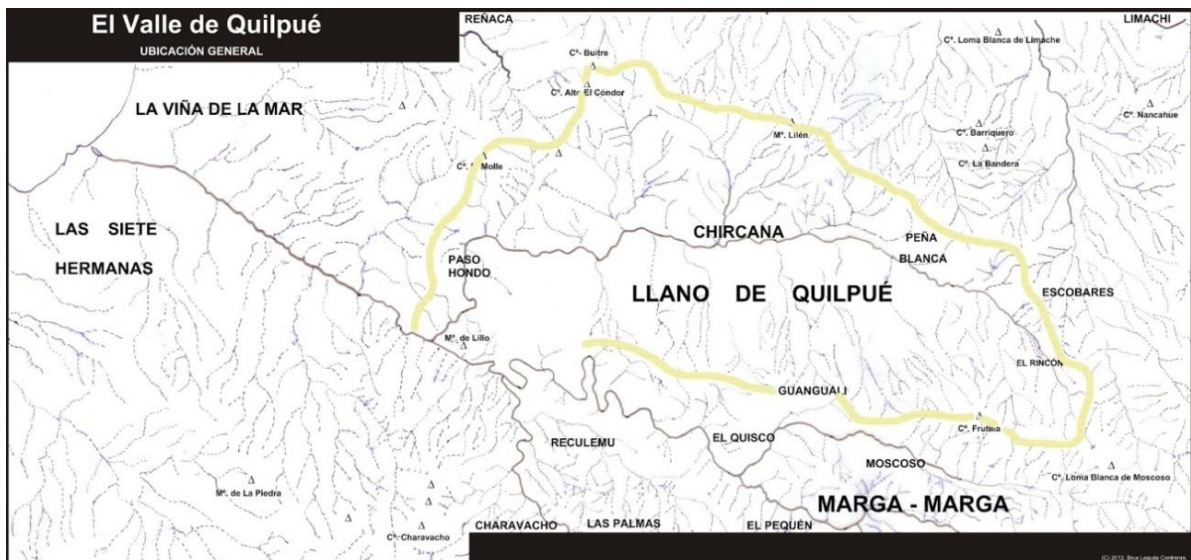 El Valle de Quilpué
UBICACIÓN GENERAL
REÑACA
LIMACHI
Cº. Loma Blanca de Limache
Cº- Buitre
Cº. Alto El Cóndor
LA VIÑA DE LA MAR
Cº. Nancahue
Mº. Lilén
Cº. Barriquero
Cº. La Bandera
Molle
LAS SIETE
HERMANAS
CHIRCANA
PEÑA
BLANCA
PASO
HONDO
LLANO DE QUILPUÉ
ESCOBARES
Mº. de Lillo
EL RINCÓN
GUANGUALI
Cº. Frutilla
RECULEMU
EL QUISCO
MOSCOSO
Cº. Loma Blanca de Moscoso
Mº. de La Piedra
MARGA - MARGA
CHARAVACHO
LAS PALMAS
EL PEQUÉN
Cº. Charavacho
(C) 2012,